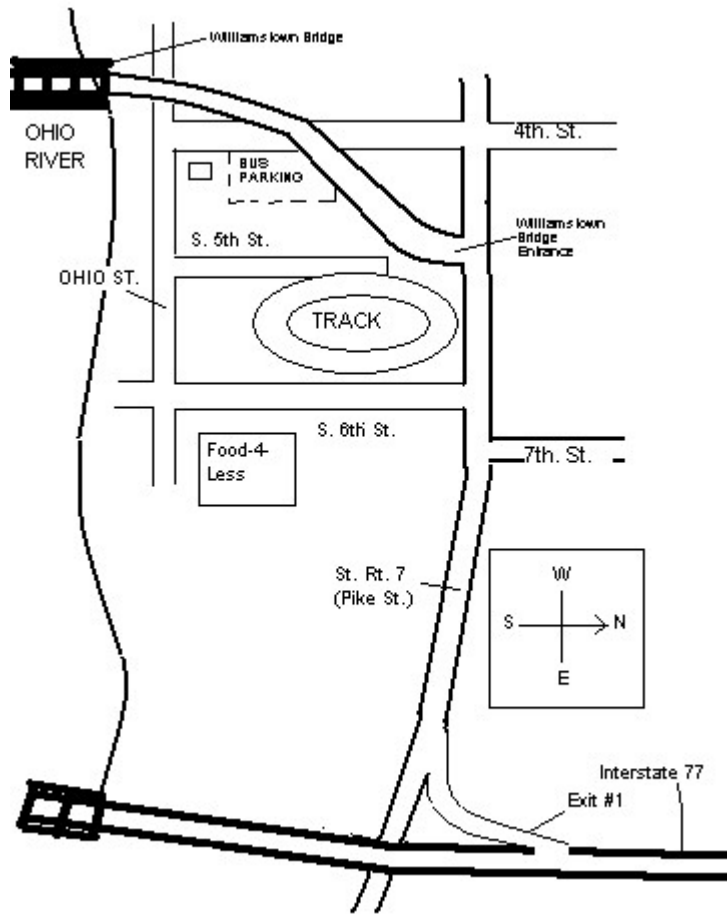 Williamstown Bridge
OHIO
RIVER
4th. St.
BUS
PARKING
Williamstown
Bridge
Entrance
S. 5th St.
OHIO ST.
TRACK
S. 6th St.
Food-4-
Less
7th. St.
St. Rt. 7
(Pike St.)
W
S
N
E
Interstate 77
Exit #1